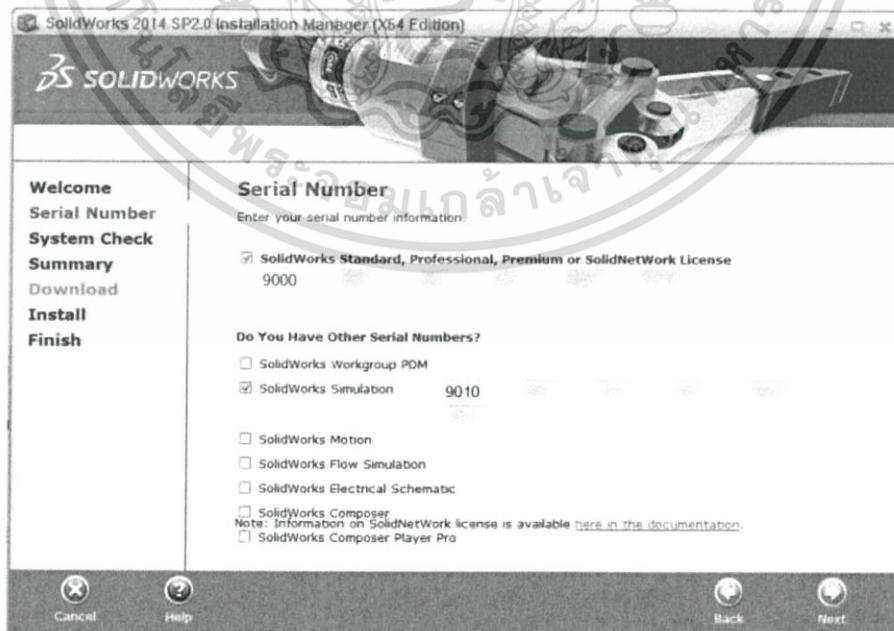 SolidWorks 2014 SP2.0 Installation Manager (X64 Edition)
SOLIDWORKS
Welcome
Serial Number
System Check
Summary
Download
Install
Finish
Serial Number
Enter your serial number information.
SolidWorks Standard, Professional, Premium or SolidNetWork License
9000
Do You Have Other Serial Numbers?
SolidWorks Workgroup PDM
SolidWorks Simulation 9010
SolidWorks Motion
SolidWorks Flow Simulation
SolidWorks Electrical Schematic
SolidWorks Composer
Note: Information on SolidNetWork license is available here in the documentation.
SolidWorks Composer Player Pro
Cancel
Help
Back
Next